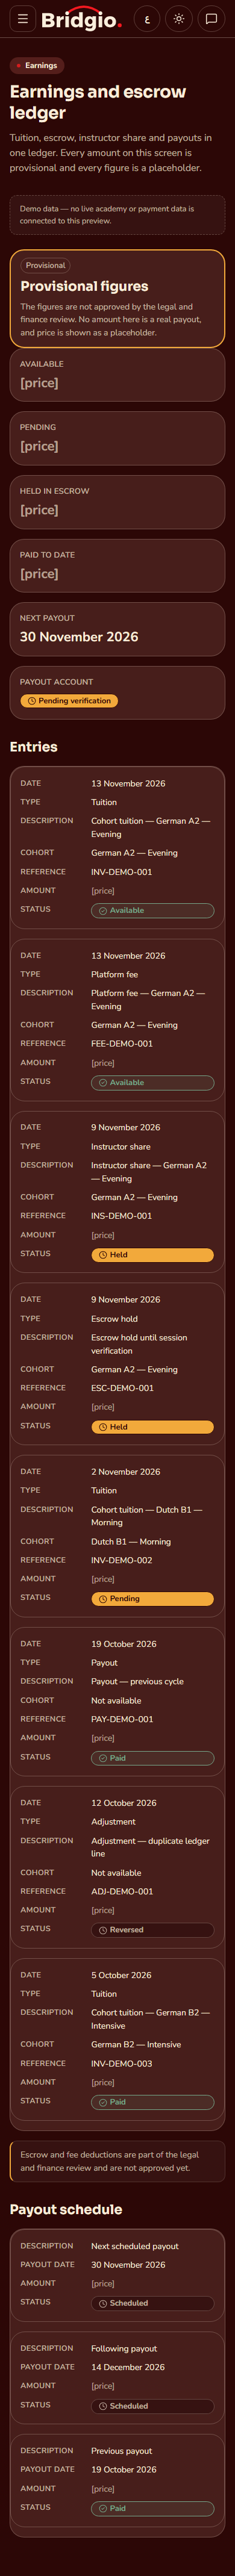 Bridgio.
ع
Earnings
Earnings and escrow
ledger
Tuition, escrow, instructor share and payouts in
one ledger. Every amount on this screen is
provisional and every figure is a placeholder.
Demo data — no live academy or payment data is
connected to this preview.
Provisional
Provisional figures
The figures are not approved by the legal and
finance review. No amount here is a real payout,
and price is shown as a placeholder.
AVAILABLE
[price]
PENDING
[price]
HELD IN ESCROW
[price]
PAID TO DATE
[price]
NEXT PAYOUT
30 November 2026
PAYOUT ACCOUNT
Pending verification
Entries
DATE 13 November 2026
TYPE Tuition
DESCRIPTION Cohort tuition — German A2 —
Evening
COHORT German A2 — Evening
REFERENCE INV-DEMO-001
AMOUNT [price]
STATUS Available
DATE 13 November 2026
TYPE Platform fee
DESCRIPTION Platform fee — German A2 —
Evening
COHORT German A2 — Evening
REFERENCE FEE-DEMO-001
AMOUNT [price]
STATUS Available
DATE 9 November 2026
TYPE Instructor share
DESCRIPTION Instructor share — German A2
— Evening
COHORT German A2 — Evening
REFERENCE INS-DEMO-001
AMOUNT [price]
STATUS Held
DATE 9 November 2026
TYPE Escrow hold
DESCRIPTION Escrow hold until session
verification
COHORT German A2 — Evening
REFERENCE ESC-DEMO-001
AMOUNT [price]
STATUS Held
DATE 2 November 2026
TYPE Tuition
DESCRIPTION Cohort tuition — Dutch B1 —
Morning
COHORT Dutch B1 — Morning
REFERENCE INV-DEMO-002
AMOUNT [price]
STATUS Pending
DATE 19 October 2026
TYPE Payout
DESCRIPTION Payout — previous cycle
COHORT Not available
REFERENCE PAY-DEMO-001
AMOUNT [price]
STATUS Paid
DATE 12 October 2026
TYPE Adjustment
DESCRIPTION Adjustment — duplicate ledger
line
COHORT Not available
REFERENCE ADJ-DEMO-001
AMOUNT [price]
STATUS Reversed
DATE 5 October 2026
TYPE Tuition
DESCRIPTION Cohort tuition — German B2 —
Intensive
COHORT German B2 — Intensive
REFERENCE INV-DEMO-003
AMOUNT [price]
STATUS Paid
Escrow and fee deductions are part of the legal
and finance review and are not approved yet.
Payout schedule
DESCRIPTION Next scheduled payout
PAYOUT DATE 30 November 2026
AMOUNT [price]
STATUS Scheduled
DESCRIPTION Following payout
PAYOUT DATE 14 December 2026
AMOUNT [price]
STATUS Scheduled
DESCRIPTION Previous payout
PAYOUT DATE 19 October 2026
AMOUNT [price]
STATUS Paid